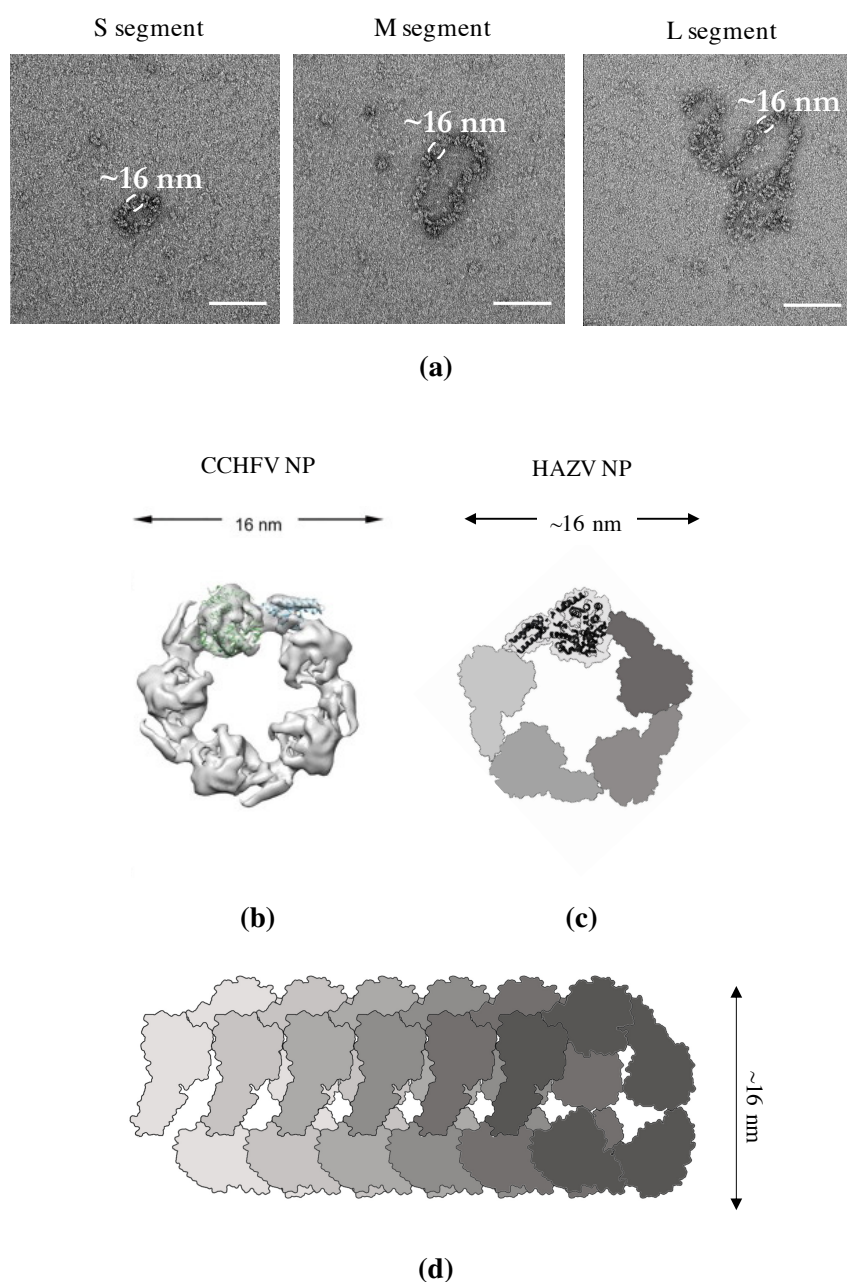 S segment
M segment
L segment
~16 nm
~16 nm
~16 nm
(a)
CCHFV NP
HAZV NP
16 nm
~16 nm
(b)
(c)
~16 nm
(d)